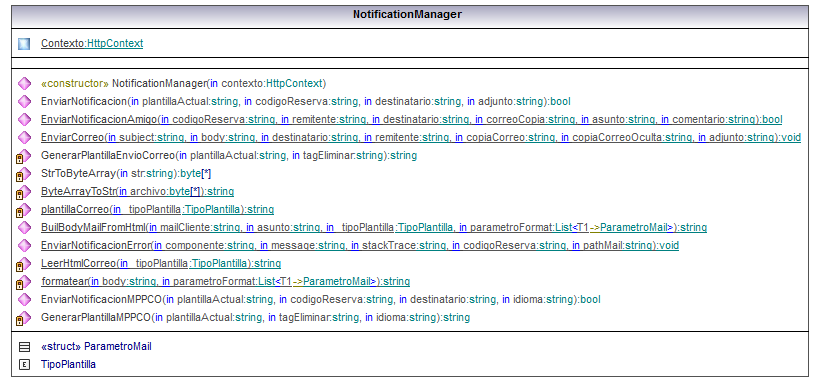 NotificationManager
Contexto:HttpContext
«constructor» NotificationManager(in contexto:HttpContext)
EnviarNotificacion(in plantillaActual:string, in codigoReserva:string, in destinatario:string, in adjunto:string):bool
EnviarNotificacionAmigo(in codigoReserva:string, in remitente:string, in destinatario:string, in correoCopia:string, in asunto:string, in comentario:string):bool
EnviarCorreo(in subject:string, in body:string, in destinatario:string, in remitente:string, in copiaCorreo:string, in copiaCorreoOculta:string, in adjunto:string):void
GenerarPlantillaEnvioCorreo(in plantillaActual:string, in tagEliminar:string):string
StrToByteArray(in str:string):byte[*]
ByteArrayToStr(in archivo:byte[*]):string
plantillaCorreo(in _tipoPlantilla:TipoPlantilla):string
BuilBodyMailFromHtml(in mailCliente:string, in asunto:string, in _tipoPlantilla:TipoPlantilla, in parametroFormat:List<T1->ParametroMail>):string
EnviarNotificacionError(in componente:string, in message:string, in stackTrace:string, in codigoReserva:string, in pathMail:string):void
LeerHtmlCorreo(in _tipoPlantilla:TipoPlantilla):string
formatear(in body:string, in parametroFormat:List<T1->ParametroMail>):string
EnviarNotificacionMPPCO(in plantillaActual:string, in codigoReserva:string, in destinatario:string, in idioma:string):bool
GenerarPlantillaMPPCO(in plantillaActual:string, in tagEliminar:string, in idioma:string):string
«struct» ParametroMail
E TipoPlantilla